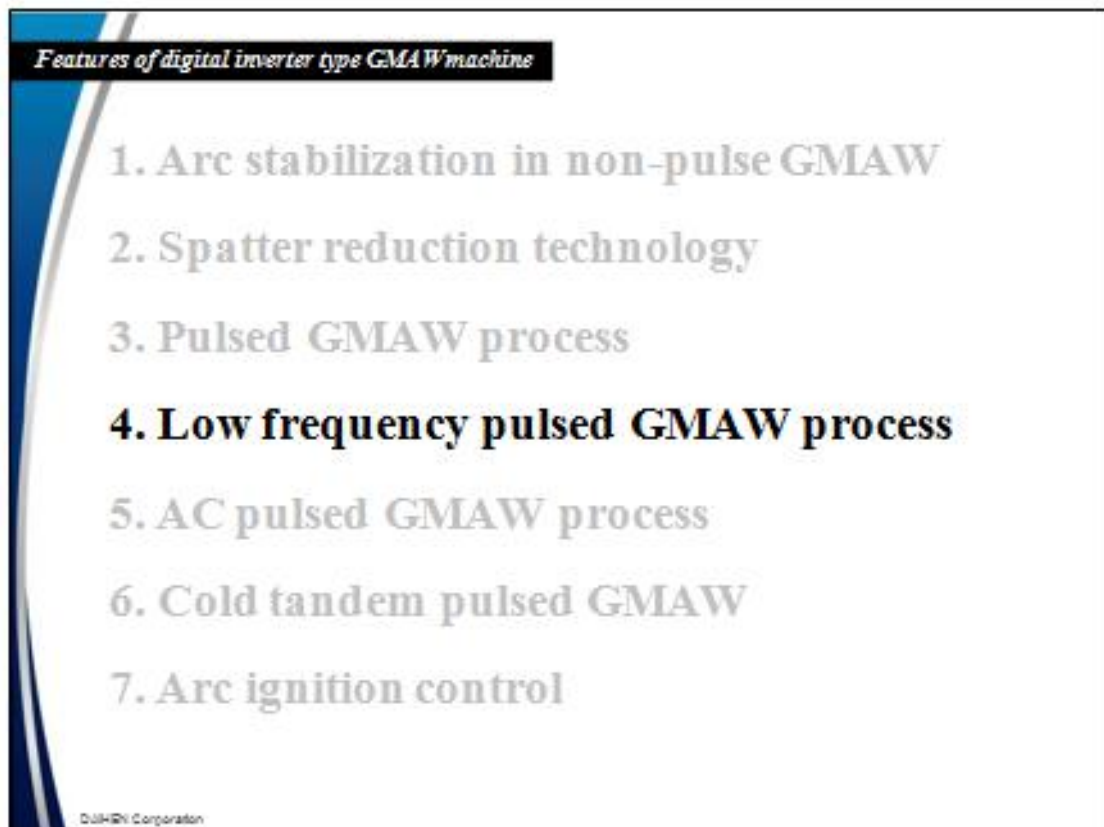 Features of digital inverter type GMAW machine
1. Arc stabilization in non-pulse GMAW
2. Spatter reduction technology
3. Pulsed GMAW process
4. Low frequency pulsed GMAW process
5. AC pulsed GMAW process
6. Cold tandem pulsed GMAW
7. Arc ignition control
DAIHEN Corporation